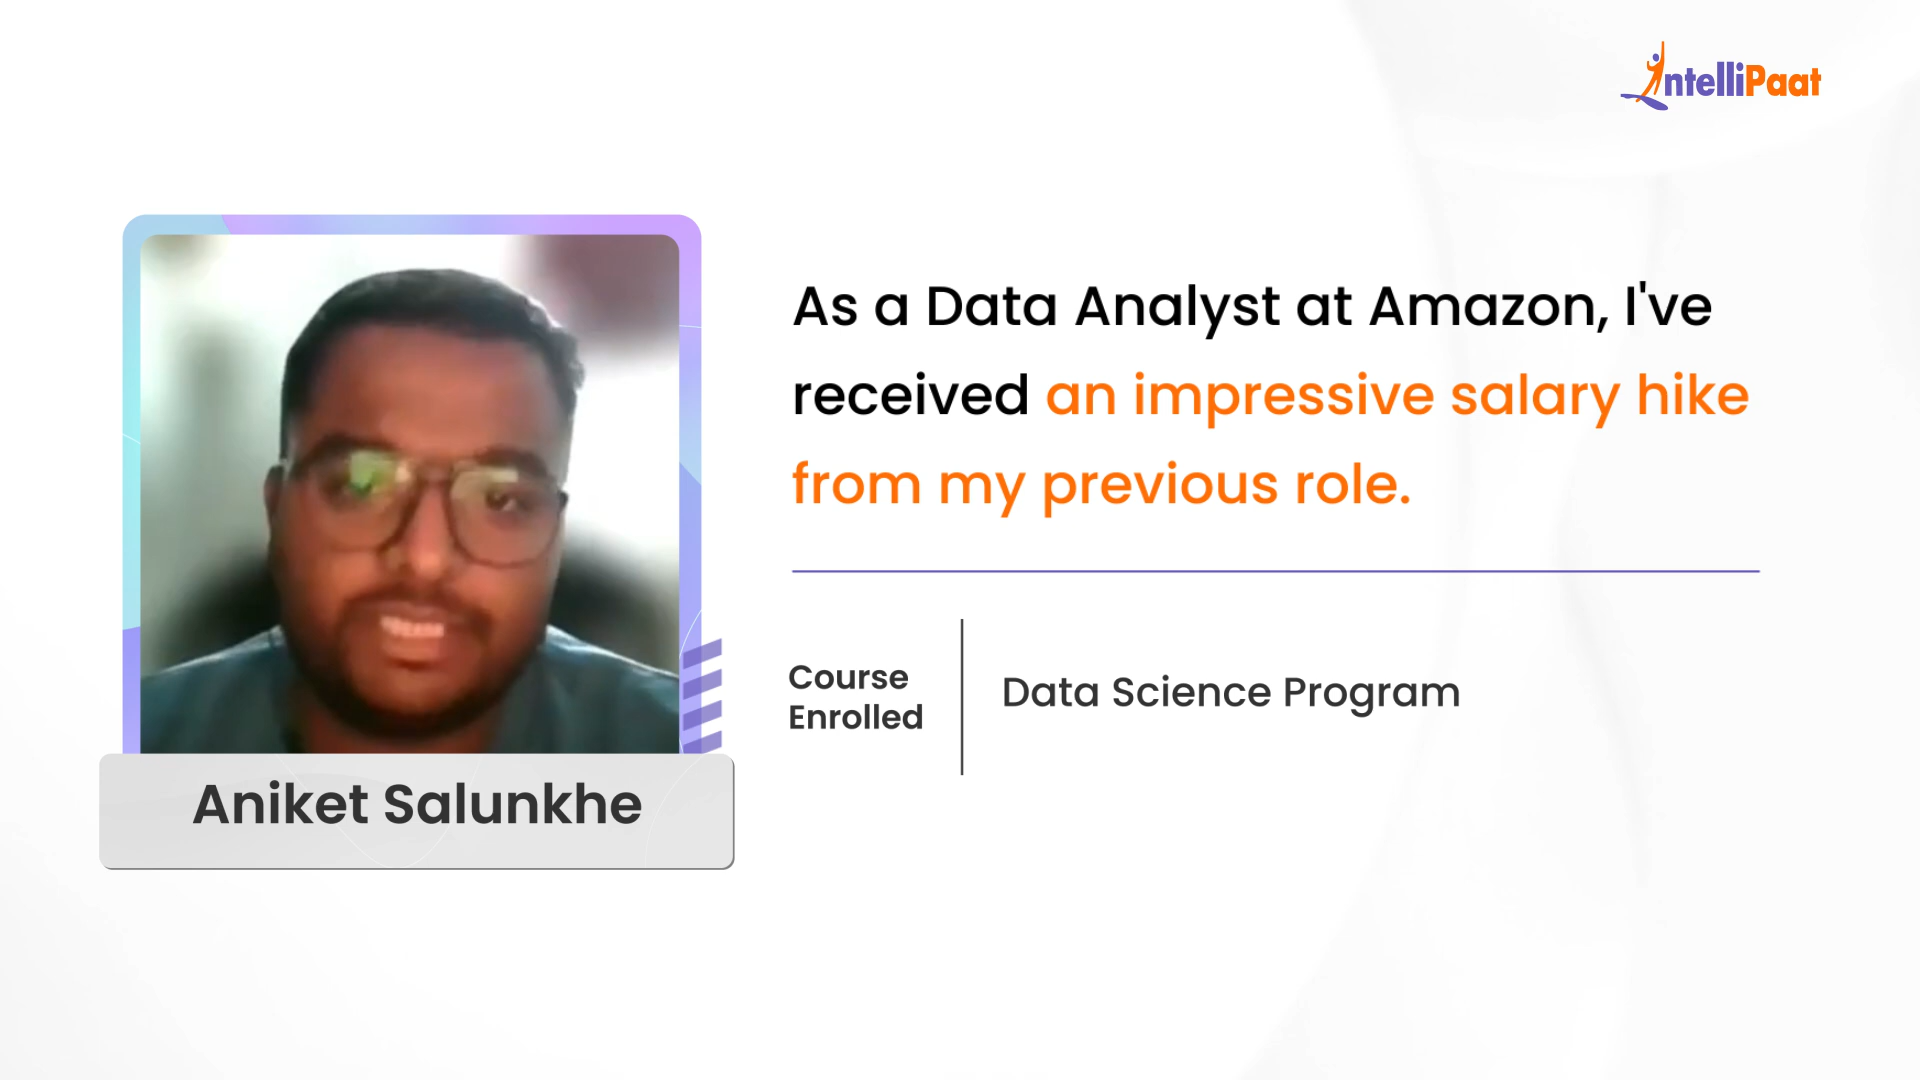 IntelliPaat
As a Data Analyst at Amazon, I've
received an impressive salary hike
from my previous role.
Course
Enrolled
Data Science Program
Aniket Salunkhe